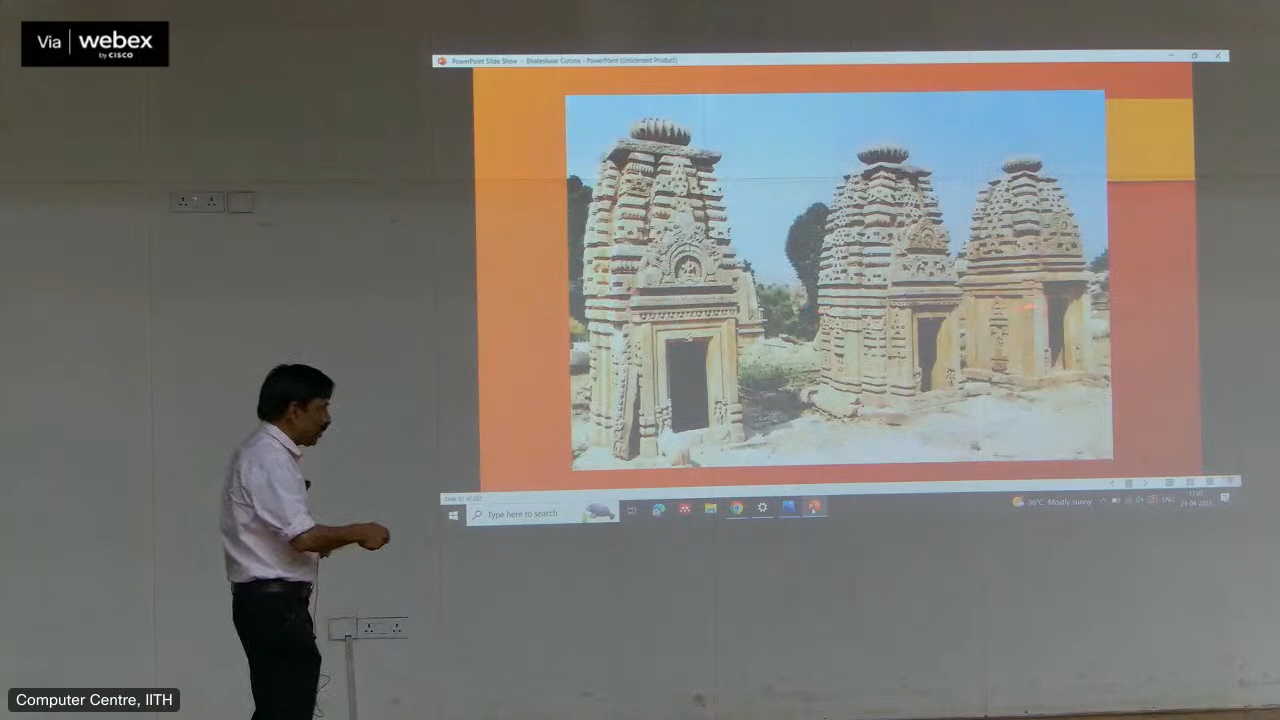 Via webex
by CISCO
PowerPoint Slide Show - Bhateshwar Corona - PowerPoint (Unlicensed Product)
Type here to search
36°C Mostly sunny
ENG
Computer Centre, IITH